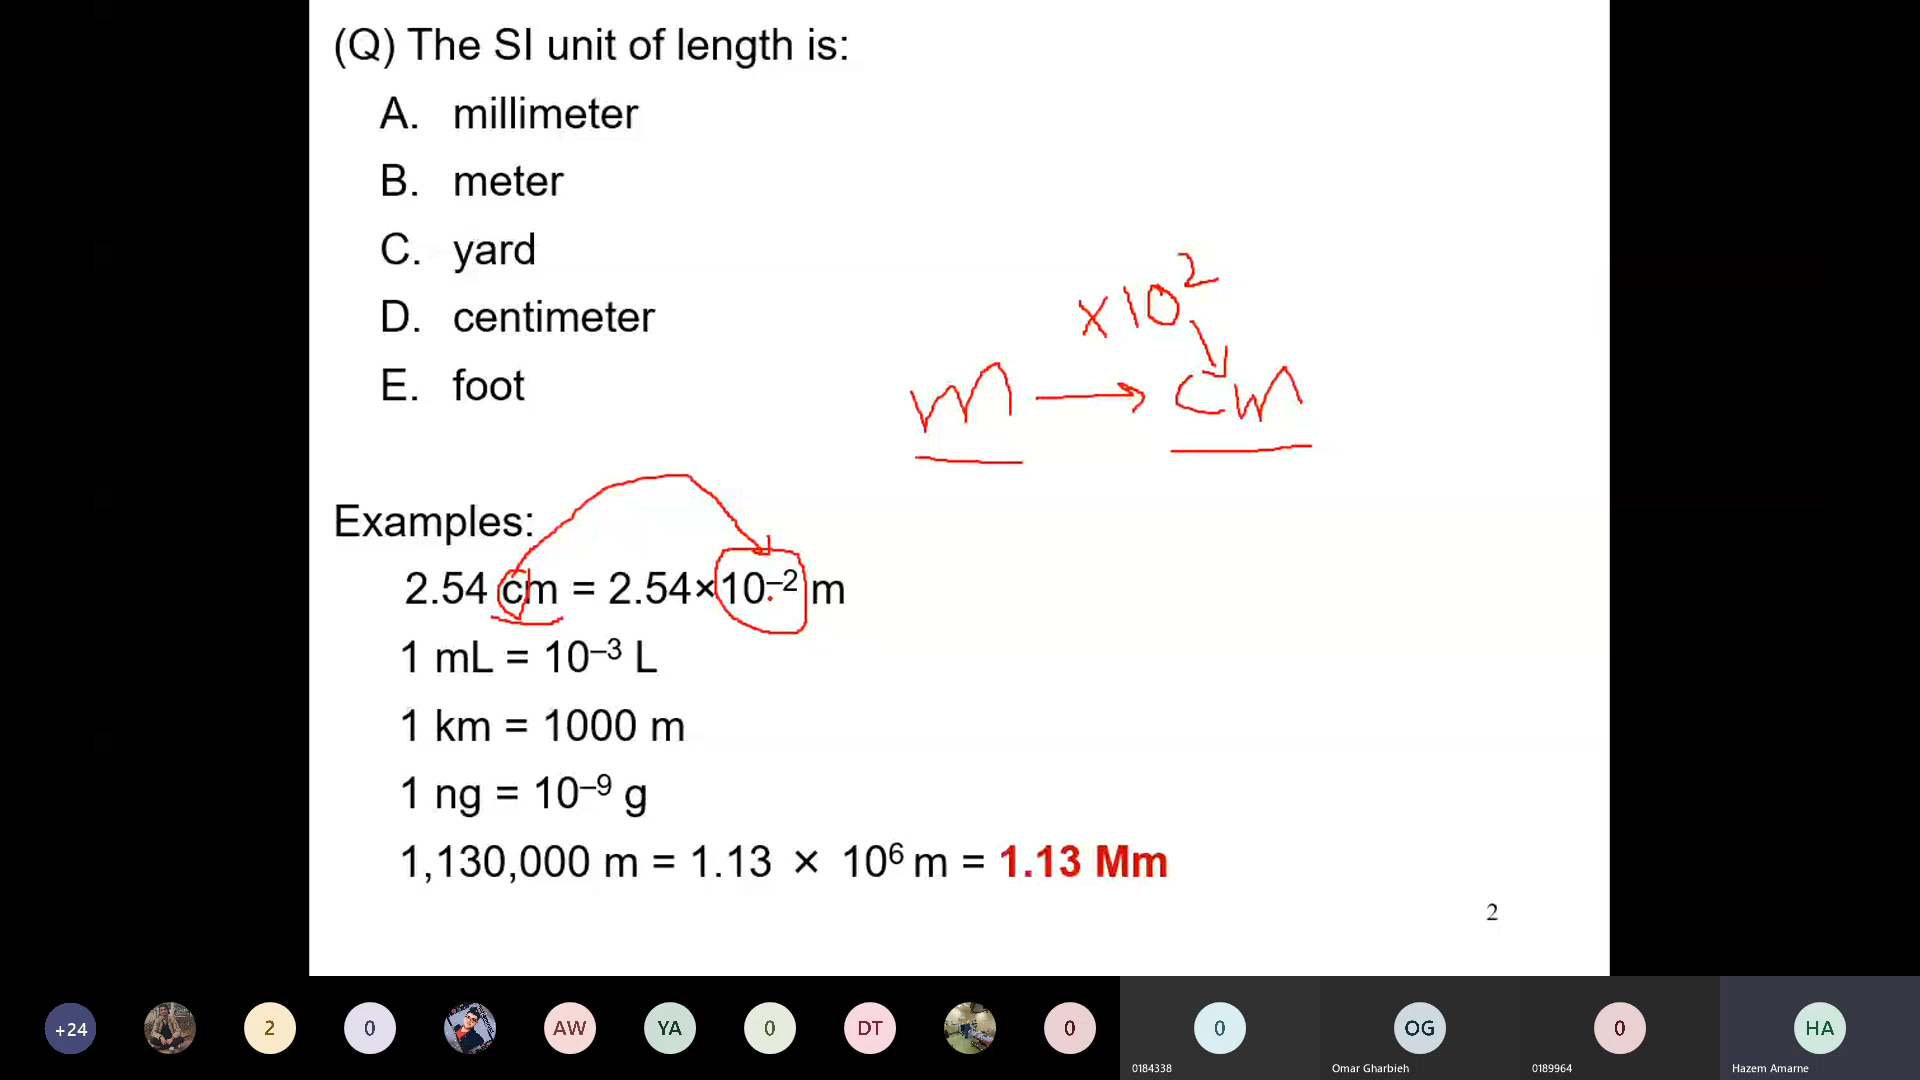 (Q) The SI unit of length is:
A. millimeter
B. meter
C. yard
D. centimeter
E. foot
×10²
m → cm
Examples:
2.54 cm = 2.54×10⁻² m
1 mL = 10⁻³ L
1 km = 1000 m
1 ng = 10⁻⁹ g
1,130,000 m = 1.13 × 10⁶ m = 1.13 Mm
2
+24 2 0 AW YA 0 DT 0 0 OG 0 HA
0184338 Omar Gharbieh 0189964 Hazem Amarne